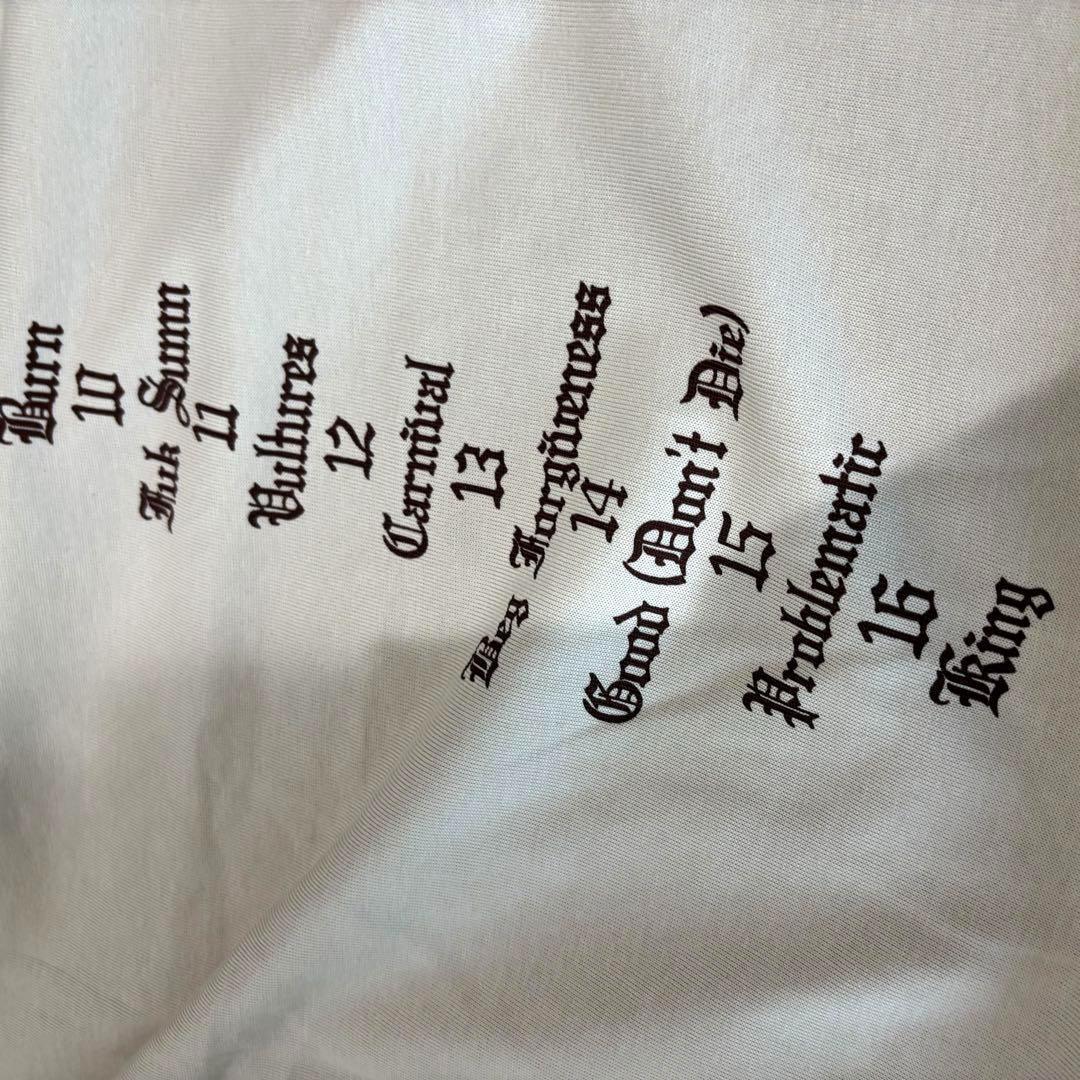 Burn
10
Fuk Sumn
11
Vultures
12
Carnival
13
Beg Forgiveness
14
Good (Don't Die)
15
Problematic
16
King